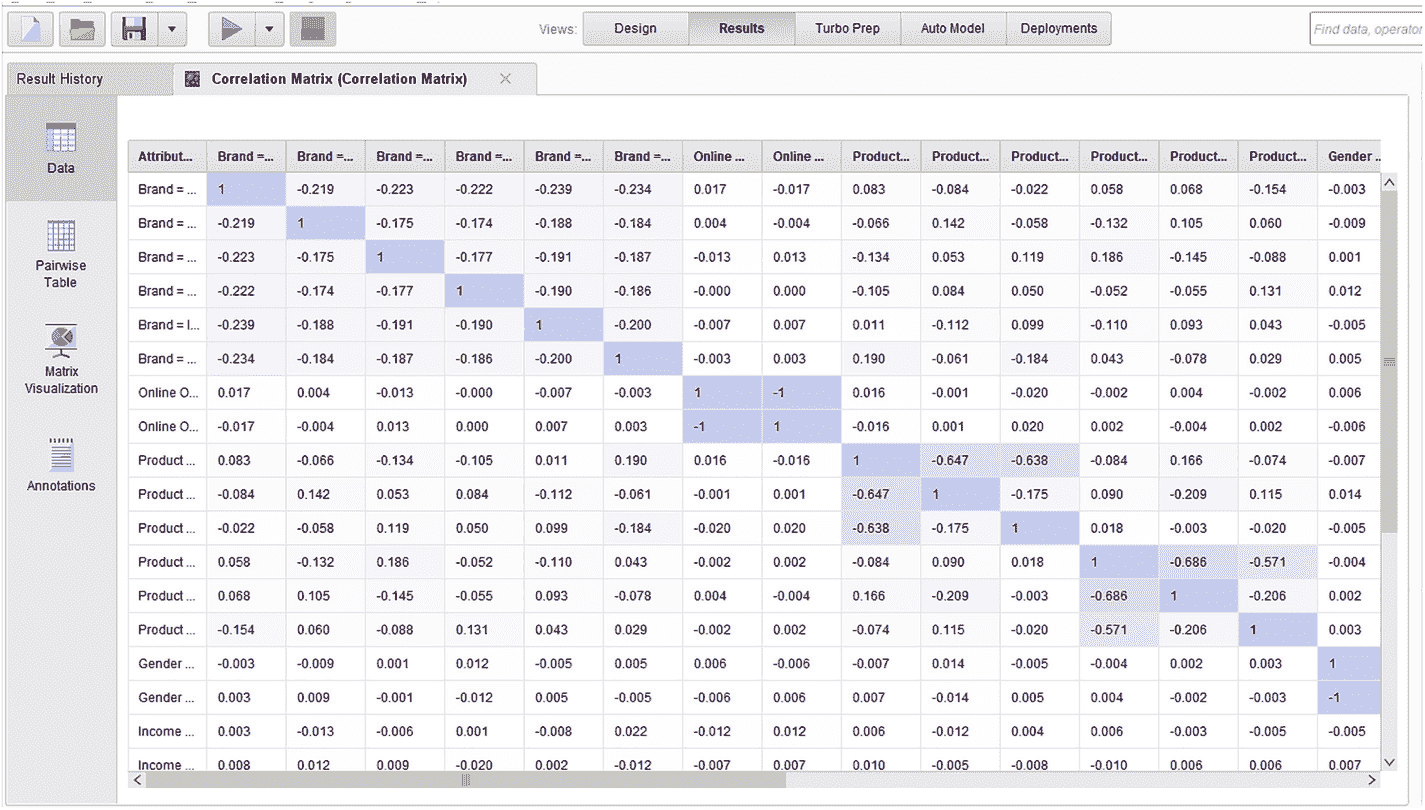 Views: Design Results Turbo Prep Auto Model Deployments Find data, operator
Result History Correlation Matrix (Correlation Matrix)
Data
Pairwise
Table
Matrix
Visualization
Annotations
Attribut... Brand =... Brand =... Brand =... Brand =... Brand =... Brand =... Online ... Online ... Product... Product... Product... Product... Product... Product... Gender ...
Brand = ... 1 -0.219 -0.223 -0.222 -0.239 -0.234 0.017 -0.017 0.083 -0.084 -0.022 0.058 0.068 -0.154 -0.003
Brand = ... -0.219 1 -0.175 -0.174 -0.188 -0.184 0.004 -0.004 -0.066 0.142 -0.058 -0.132 0.105 0.060 -0.009
Brand = ... -0.223 -0.175 1 -0.177 -0.191 -0.187 -0.013 0.013 -0.134 0.053 0.119 0.186 -0.145 -0.088 0.001
Brand = ... -0.222 -0.174 -0.177 1 -0.190 -0.186 -0.000 0.000 -0.105 0.084 0.050 -0.052 -0.055 0.131 0.012
Brand = I... -0.239 -0.188 -0.191 -0.190 1 -0.200 -0.007 0.007 0.011 -0.112 0.099 -0.110 0.093 0.043 -0.005
Brand = ... -0.234 -0.184 -0.187 -0.186 -0.200 1 -0.003 0.003 0.190 -0.061 -0.184 0.043 -0.078 0.029 0.005
Online O... 0.017 0.004 -0.013 -0.000 -0.007 -0.003 1 -1 0.016 -0.001 -0.020 -0.002 0.004 -0.002 0.006
Online O... -0.017 -0.004 0.013 0.000 0.007 0.003 -1 1 -0.016 0.001 0.020 0.002 -0.004 0.002 -0.006
Product ... 0.083 -0.066 -0.134 -0.105 0.011 0.190 0.016 -0.016 1 -0.647 -0.638 -0.084 0.166 -0.074 -0.007
Product ... -0.084 0.142 0.053 0.084 -0.112 -0.061 -0.001 0.001 -0.647 1 -0.175 0.090 -0.209 0.115 0.014
Product ... -0.022 -0.058 0.119 0.050 0.099 -0.184 -0.020 0.020 -0.638 -0.175 1 0.018 -0.003 -0.020 -0.005
Product ... 0.058 -0.132 0.186 -0.052 -0.110 0.043 -0.002 0.002 -0.084 0.090 0.018 1 -0.686 -0.571 -0.004
Product ... 0.068 0.105 -0.145 -0.055 0.093 -0.078 0.004 -0.004 0.166 -0.209 -0.003 -0.686 1 -0.206 0.002
Product ... -0.154 0.060 -0.088 0.131 0.043 0.029 -0.002 0.002 -0.074 0.115 -0.020 -0.571 -0.206 1 0.003
Gender ... -0.003 -0.009 0.001 0.012 -0.005 0.005 0.006 -0.006 -0.007 0.014 -0.005 -0.004 0.002 0.003 1
Gender ... 0.003 0.009 -0.001 -0.012 0.005 -0.005 -0.006 0.006 0.007 -0.014 0.005 0.004 -0.002 -0.003 -1
Income ... 0.003 -0.013 -0.006 0.001 -0.008 0.022 -0.012 0.012 0.006 -0.012 0.004 0.006 -0.003 -0.005 -0.005
Income ... 0.008 0.012 0.009 -0.020 0.002 -0.012 -0.007 0.007 0.010 -0.005 -0.008 -0.010 0.006 0.006 0.007